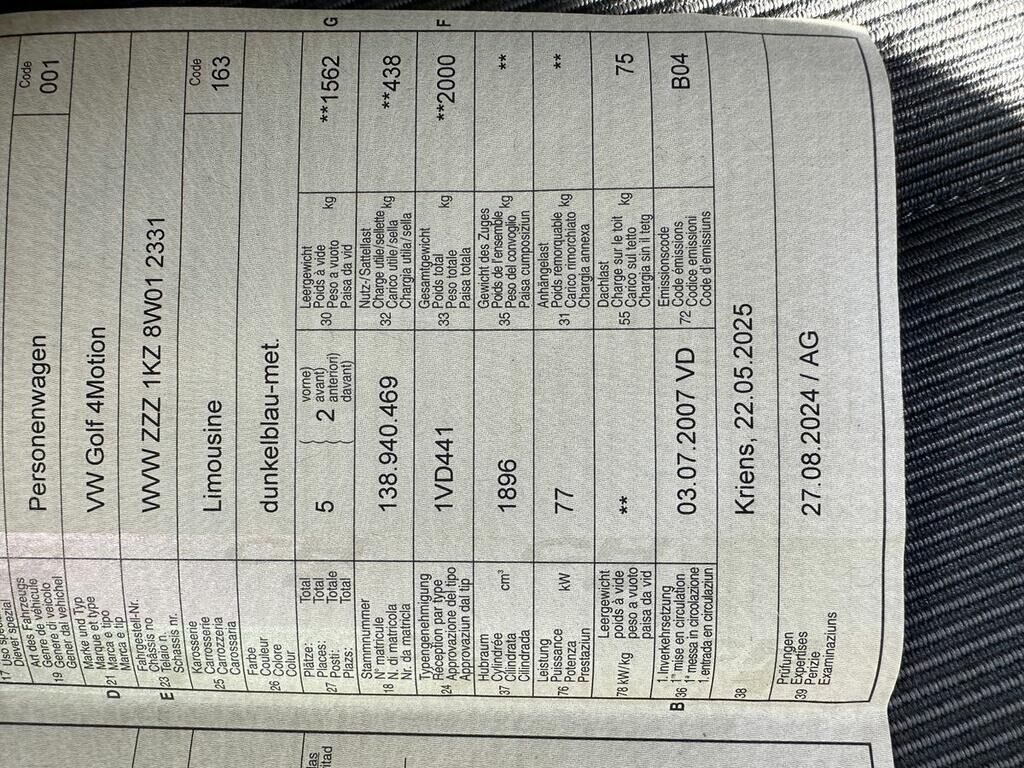 17 Uso spezial
Diever spezial
Art des Fahrzeugs
Genre de véhicule
19 Genere di veicolo
Gener dal vehichel
Personenwagen
Code
001
Marke und Typ
Marque et type
D 21 Marca e tipo
Marca e tip
VW Golf 4Motion
Fahrgestell-Nr.
Châssis no
E 23 Telaio n.
Schassis nr.
WVW ZZZ 1KZ 8W01 2331
Karosserie
Carrosserie
25 Carrozzeria
Carossaria
Limousine
Code
163
Farbe
Couleur
26 Colore
Colur
dunkelblau-met.
Plätze: Total
Places: Total
27 Posti: Totale
Plazs: Total
5
2
vorne)
avant)
anteriori)
davant)
Leergewicht
Poids à vide
30 Peso a vuoto kg
Paisa da vid
**1562
G
Stammnummer
N° matricule
18 N. di matricola
Nr. da matricla
138.940.469
Nutz-/Sattellast
Charge utile/sellette
32 Carico utile/sella kg
Chargia utila/sella
**438
Typengenehmigung
Réception par type
24 Approvazione del tipo
Approvaziun dal tip
1VD441
Gesamtgewicht
Poids total
33 Peso totale kg
Paisa totala
**2000
F
Hubraum
Cylindrée
37 Cilindrata cm³
Cilindrada
1896
Gewicht des Zuges
Poids de l'ensemble
35 Peso del convoglio kg
Paisa cumposiziun
**
Leistung
Puissance
76 Potenza kW
Prestaziun
77
Anhängelast
Poids remorquable
31 Carico rimorchiato kg
Chargia annexa
**
Leergewicht
poids à vide
78 kW/kg peso a vuoto
paisa da vid
**
Dachlast
Charge sur le toit
55 Carico sul tetto kg
Chargia sin il tetg
75
1. Inverkehrsetzung
1re mise en circulation
B 36 1a messa in circolazione
1. entrada en circulaziun
03.07.2007 VD
Emissionscode
Code émissions
72 Codice emissioni
Code d'emissiuns
B04
38
Kriens, 22.05.2025
Prüfungen
Expertises
39 Perizie
Examinaziuns
27.08.2024 / AG